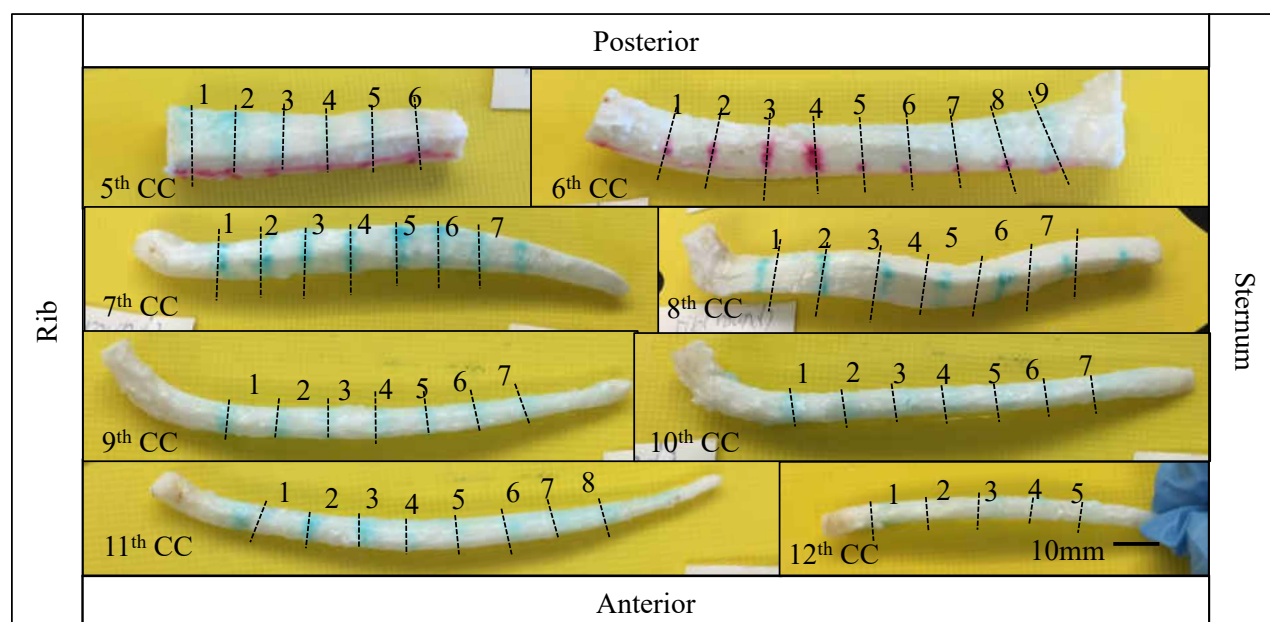 Posterior
Rib
Sternum
1 2 3 4 5 6
5th CC
1 2 3 4 5 6 7 8 9
6th CC
1 2 3 4 5 6 7
7th CC
1 2 3 4 5 6 7
8th CC
1 2 3 4 5 6 7
9th CC
1 2 3 4 5 6 7
10th CC
1 2 3 4 5 6 7 8
11th CC
1 2 3 4 5
12th CC
10mm
Anterior